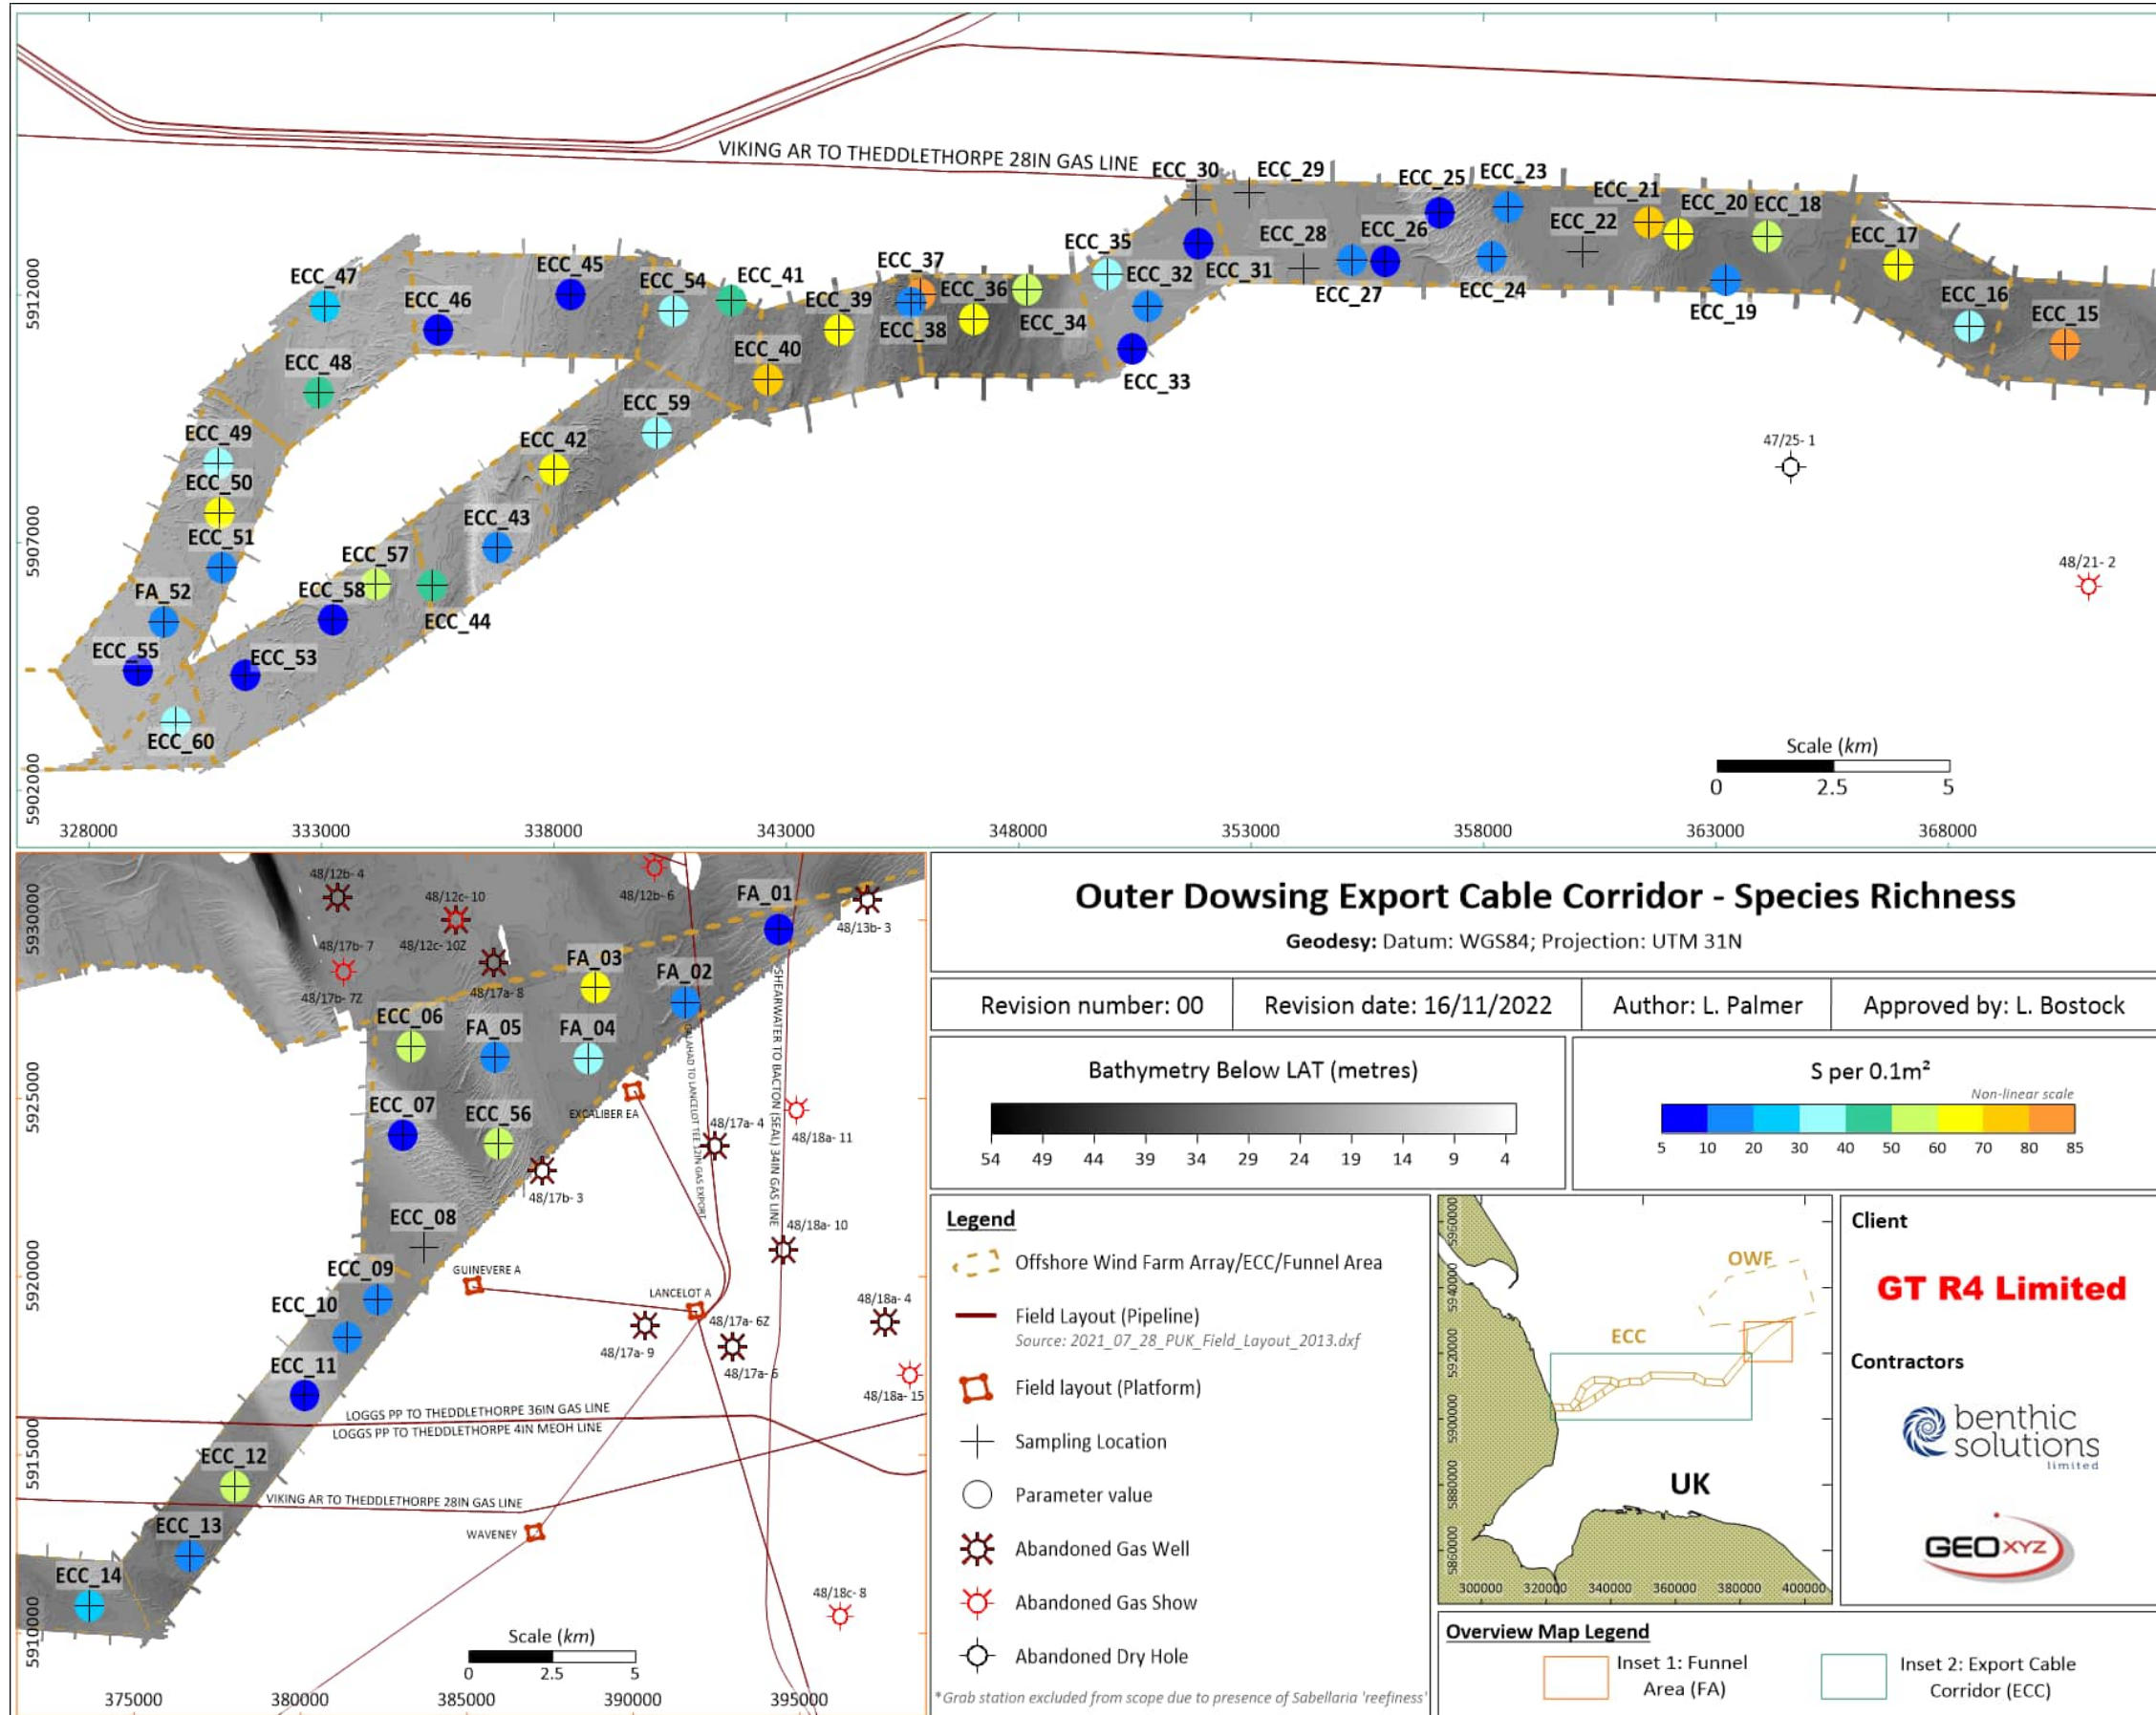 VIKING AR TO THEDDLETHORPE 28IN GAS LINE
ECC_30
ECC_29
ECC_25
ECC_23
ECC_21
ECC_20
ECC_18
ECC_22
ECC_17
ECC_28
ECC_26
ECC_35
ECC_32
ECC_31
ECC_27
ECC_24
ECC_19
ECC_16
ECC_15
ECC_47
ECC_46
ECC_45
ECC_54
ECC_41
ECC_37
ECC_39
ECC_36
ECC_38
ECC_34
ECC_33
ECC_40
ECC_48
ECC_59
ECC_49
ECC_42
ECC_50
ECC_43
ECC_51
ECC_57
ECC_58
FA_52
ECC_44
ECC_55
ECC_53
ECC_60
47/25- 1
48/21- 2
Scale (km)
0 2.5 5
5912000
5907000
5902000
328000 333000 338000 343000 348000 353000 358000 363000 368000
48/12b- 4
48/12c- 10
48/12b- 6
FA_01
48/13b- 3
48/17b- 7
48/12c- 10Z
48/17b- 7Z
48/17a- 8
FA_03
FA_02
ECC_06
FA_05
FA_04
ECC_07
ECC_56
EXCALIBER EA
48/17a- 4
48/18a- 11
48/17b- 3
SHEARWATER TO BACTON (SEAL) 34IN GAS LINE
ECC_08
48/18a- 10
ECC_09
GUINEVERE A
ECC_10
LANCELOT A
48/17a- 6Z
48/18a- 4
48/17a- 9
48/17a- 6
48/18a- 15
ECC_11
LOGGS PP TO THEDDLETHORPE 36IN GAS LINE
LOGGS PP TO THEDDLETHORPE 4IN MEOH LINE
ECC_12
VIKING AR TO THEDDLETHORPE 28IN GAS LINE
ECC_13
WAVENEY
ECC_14
48/18c- 8
Scale (km)
0 2.5 5
5930000
5925000
5920000
5915000
5910000
375000 380000 385000 390000 395000
Outer Dowsing Export Cable Corridor - Species Richness
Geodesy: Datum: WGS84; Projection: UTM 31N
Revision number: 00
Revision date: 16/11/2022
Author: L. Palmer
Approved by: L. Bostock
Bathymetry Below LAT (metres)
54 49 44 39 34 29 24 19 14 9 4
S per 0.1m²
Non-linear scale
5 10 20 30 40 50 60 70 80 85
Legend
Offshore Wind Farm Array/ECC/Funnel Area
Field Layout (Pipeline)
Source: 2021_07_28_PUK_Field_Layout_2013.dxf
Field layout (Platform)
Sampling Location
Parameter value
Abandoned Gas Well
Abandoned Gas Show
Abandoned Dry Hole
*Grab station excluded from scope due to presence of Sabellaria 'reefiness'
OWF
ECC
UK
5960000
5940000
5920000
5900000
5880000
5860000
300000 320000 340000 360000 380000 400000
Client
GT R4 Limited
Contractors
benthic
solutions
limited
GEOXYZ
Overview Map Legend
Inset 1: Funnel
Area (FA)
Inset 2: Export Cable
Corridor (ECC)